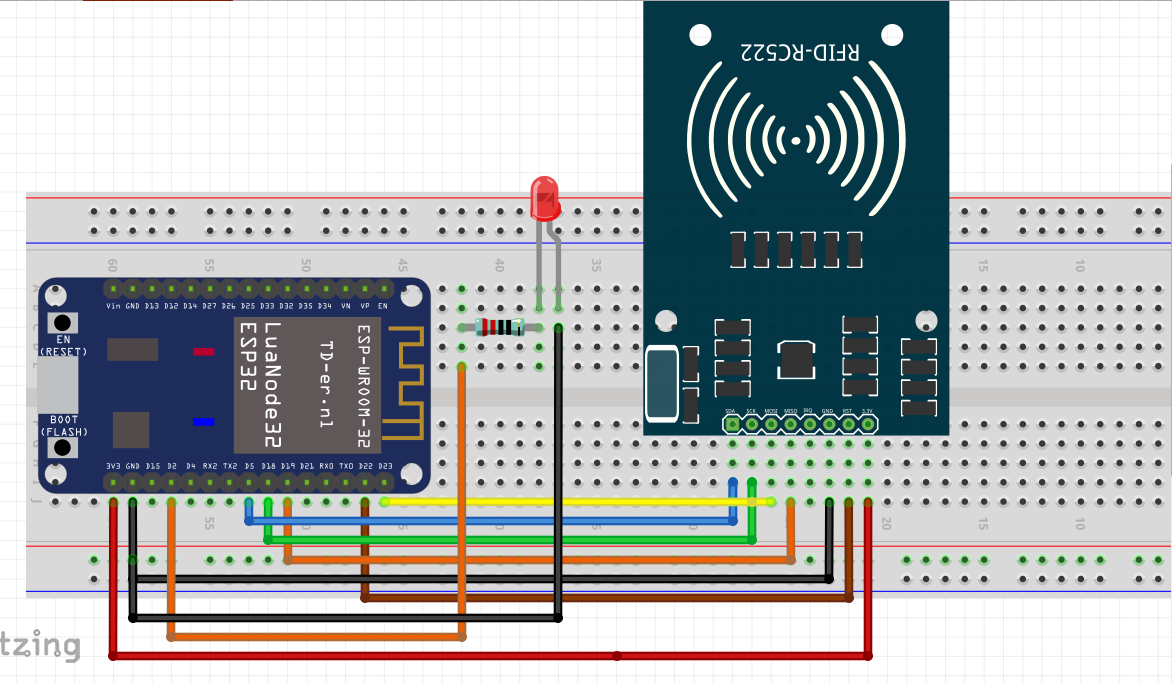 RFID-RC522
60 55 50 45 40 35 15 10
Vin GND D13 D12 D14 D27 D26 D25 D33 D32 D35 D34 VN VP EN
EN
(RESET)
ESP32
LuaNode32
TD-er.nl
ESP-WROOM-32
BOOT
(FLASH)
SDA SCK MOSI MISO IRQ GND RST 3.3V
3V3 GND D15 D2 D4 RX2 TX2 D5 D18 D19 D21 RX0 TX0 D22 D23
J
55 20 15 10
tzing